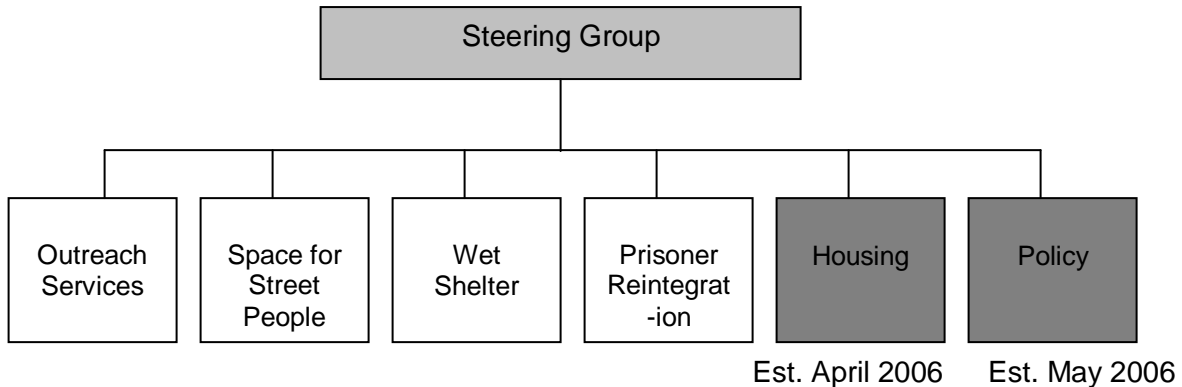 Steering Group
Outreach
Services
Space for
Street
People
Wet
Shelter
Prisoner
Reintegrat
-ion
Housing
Policy
Est. April 2006
Est. May 2006